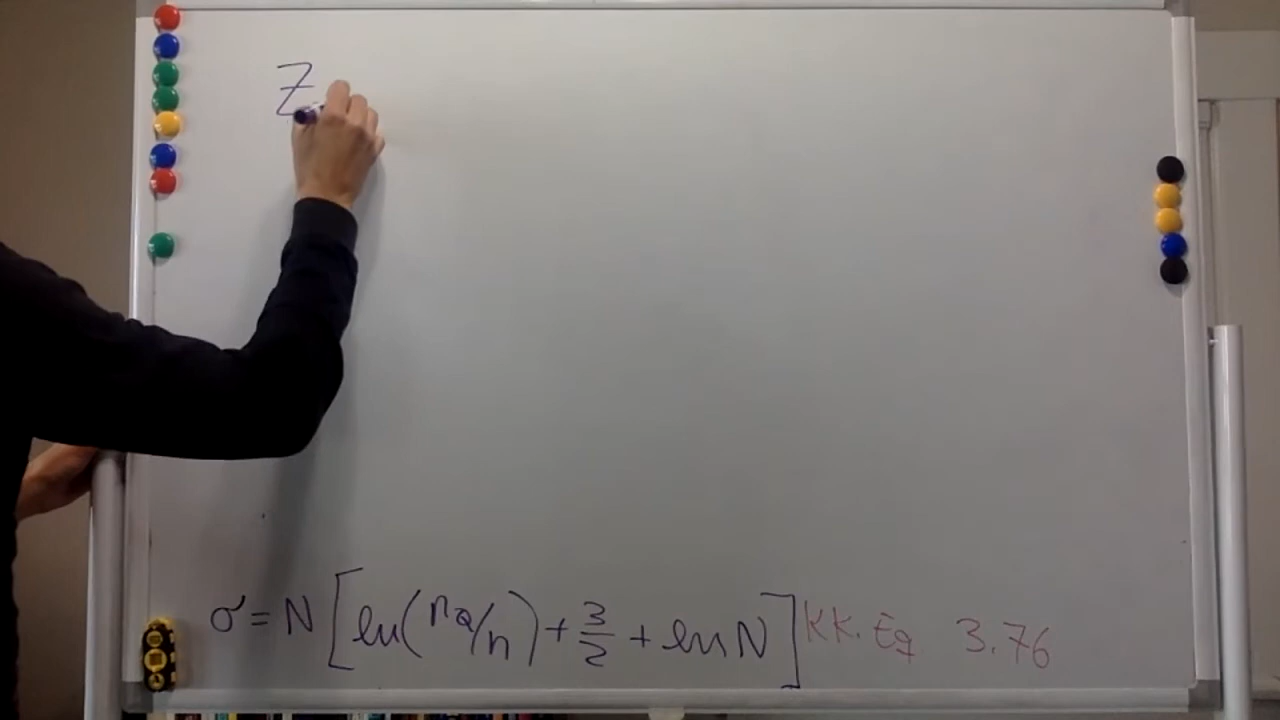 Z
σ = N [ln(nQ/n) + 3/2 + ln N] KK. Eq 3.76